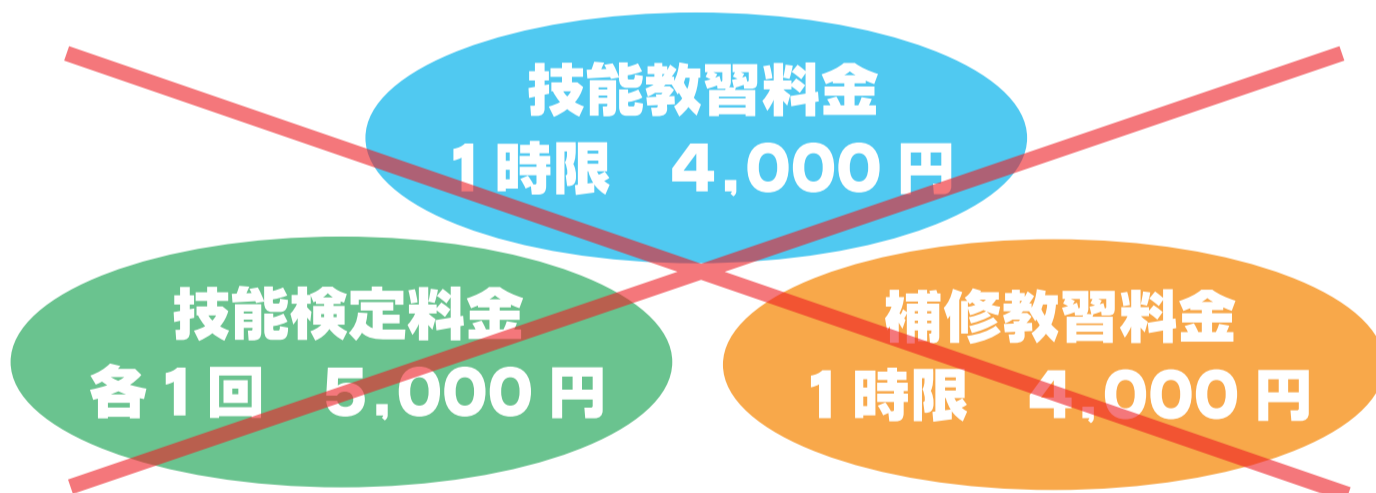 技能教習料金
1時限　4,000円
技能検定料金
各1回　5,000円
補修教習料金
1時限　4,000円